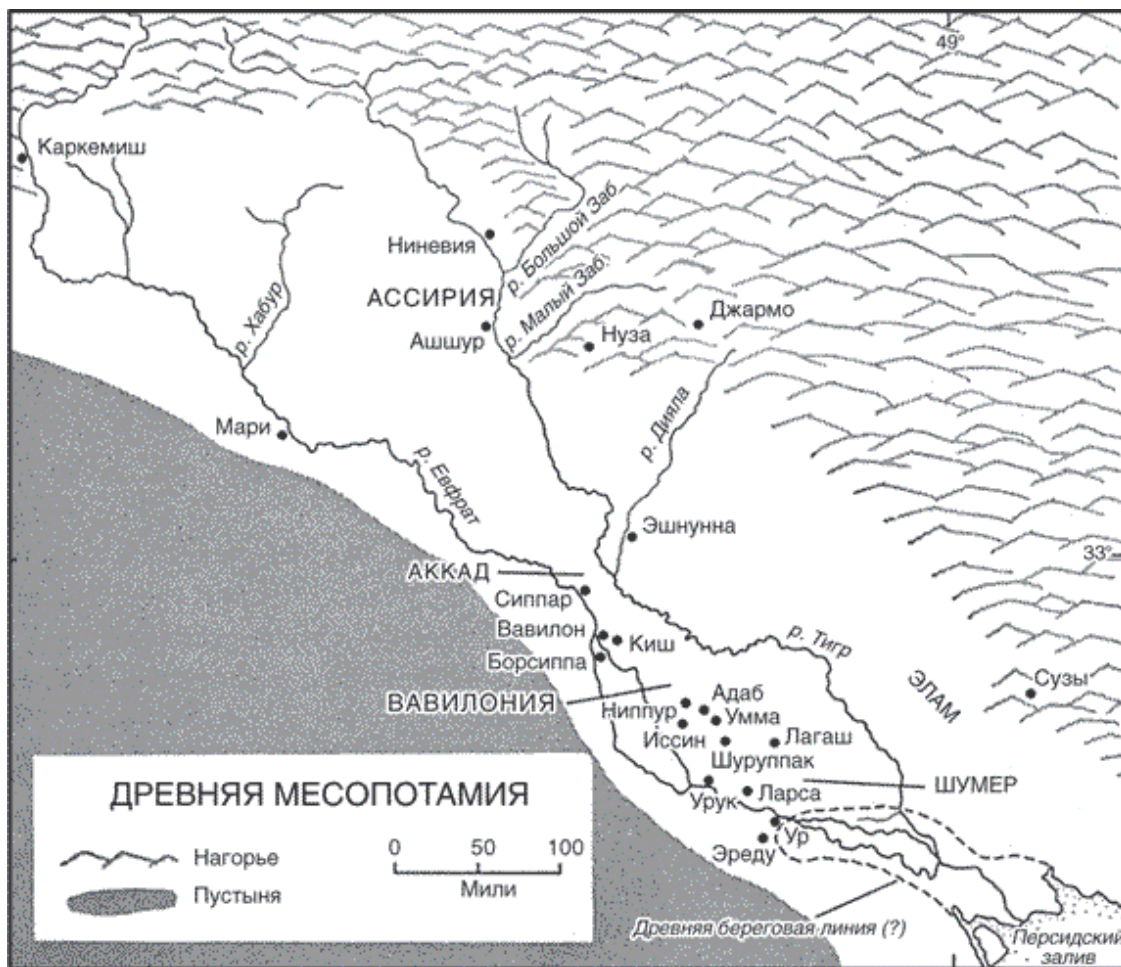 49°
Каркемиш
Ниневия
р. Большой Заб
АССИРИЯ
р. Малый Заб
р. Хабур
Ашшур
Нуза
Джармо
Мари
р. Евфрат
р. Дияла
Эшнунна
33°
АККАД
Сиппар
Вавилон
Киш
Борсиппа
р. Тигр
ЭЛАМ
Сузы
ВАВИЛОНИЯ
Адаб
Ниппур
Умма
Иссин
Лагаш
Шуруппак
ШУМЕР
Урук
Ларса
Ур
Эреду
Древняя береговая линия (?)
Персидский
залив
ДРЕВНЯЯ МЕСОПОТАМИЯ
Нагорье
Пустыня
0 50 100
Мили